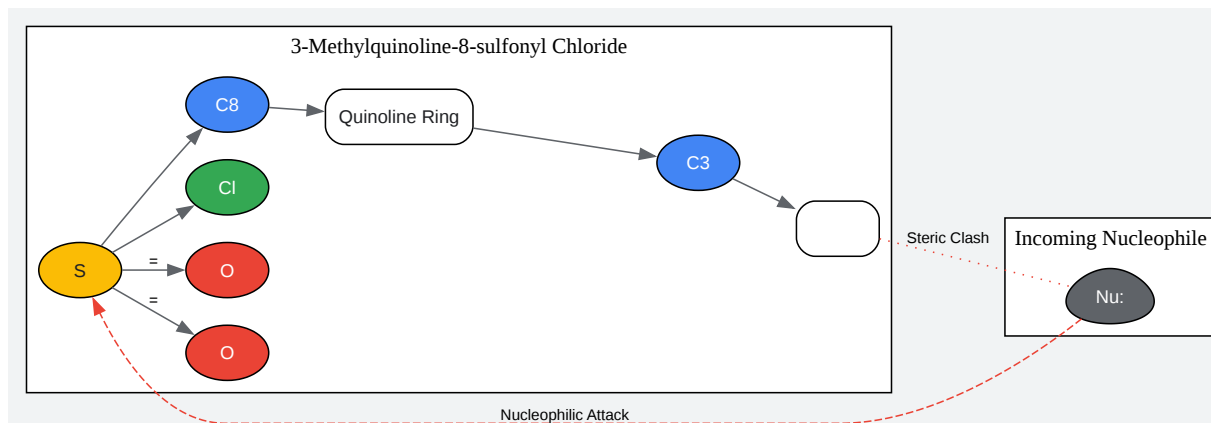 3-Methylquinoline-8-sulfonyl Chloride
C8
Quinoline Ring
C3
Cl
S
=
O
=
O
Steric Clash
Incoming Nucleophile
Nu:
Nucleophilic Attack